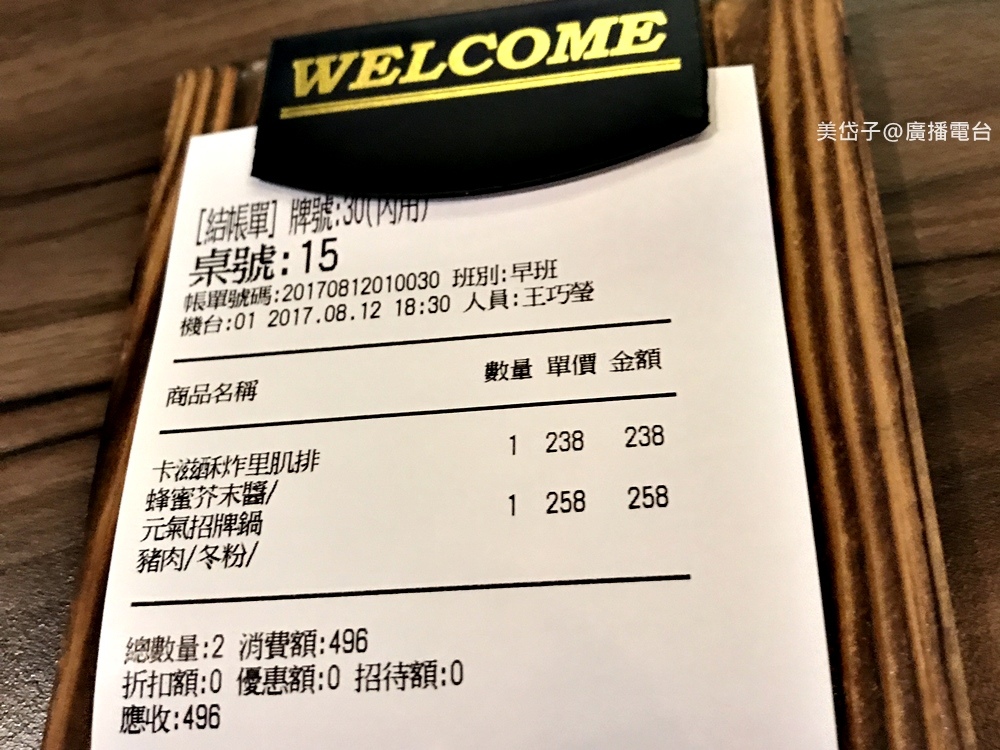 WELCOME
美岱子@廣播電台
[結帳單] 牌號:30(內用)
桌號:15
帳單號碼:20170812010030 班別:早班
機台:01 2017.08.12 18:30 人員:王巧瑩
商品名稱 數量 單價 金額
卡滋酥炸里肌排 1 238 238
蜂蜜芥末醬/
元氣招牌鍋 1 258 258
豬肉/冬粉/
總數量:2 消費額:496
折扣額:0 優惠額:0 招待額:0
應收:496